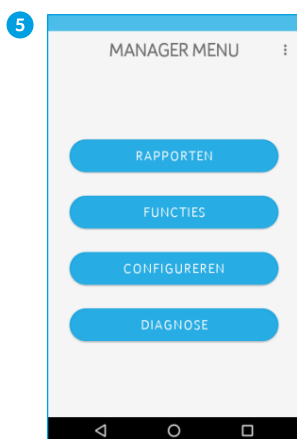 5
MANAGER MENU
RAPPORTEN
FUNCTIES
CONFIGUREREN
DIAGNOSE